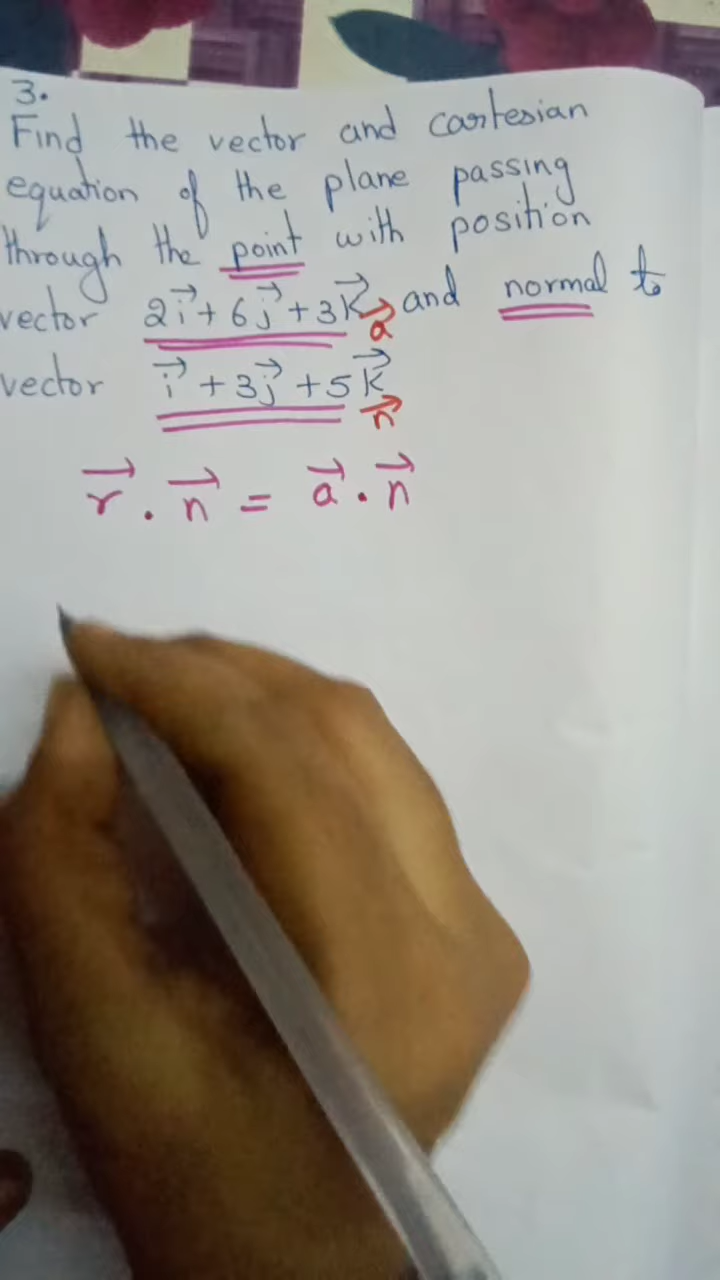 3.
Find the vector and cartesian
equation of the plane passing
through the point with position
vector 2i⃗ + 6j⃗ + 3k⃗ a⃗ and normal to
vector i⃗ + 3j⃗ + 5k⃗ n⃗
r⃗ . n⃗ = a⃗ . n⃗